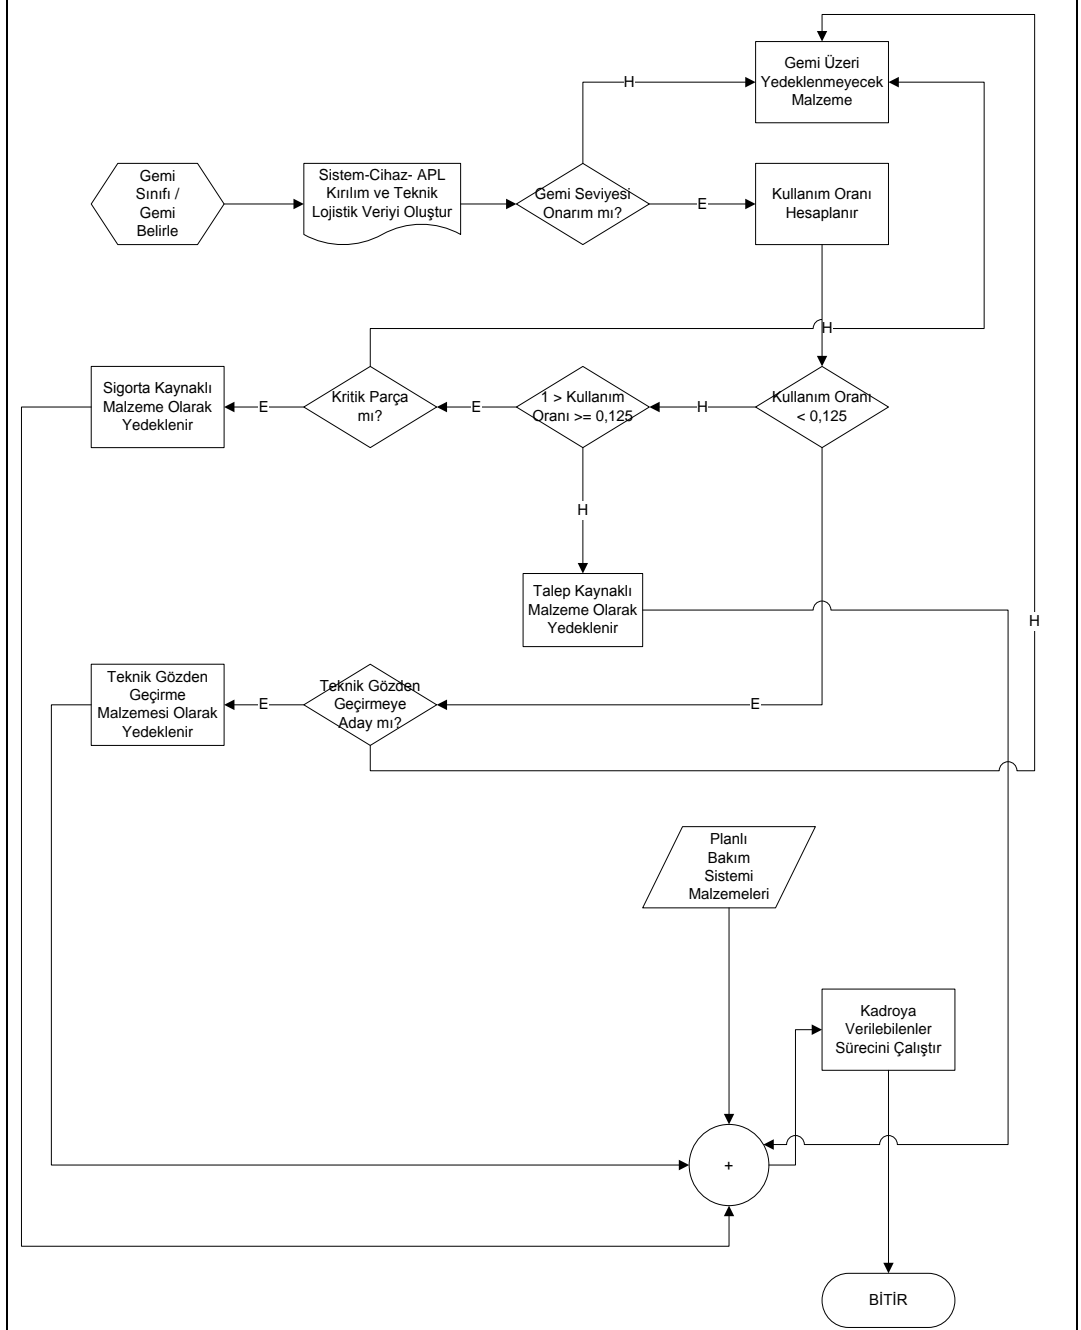 Gemi Üzeri
Yedeklenmeyecek
Malzeme
H
Gemi
Sınıfı /
Gemi
Belirle
Sistem-Cihaz- APL
Kırılım ve Teknik
Lojistik Veriyi Oluştur
Gemi Seviyesi
Onarım mı?
E
Kullanım Oranı
Hesaplanır
H
Sigorta Kaynaklı
Malzeme Olarak
Yedeklenir
E
Kritik Parça
mı?
E
1 > Kullanım
Oranı >= 0,125
H
Kullanım Oranı
< 0,125
H
Talep Kaynaklı
Malzeme Olarak
Yedeklenir
H
Teknik Gözden
Geçirme
Malzemesi Olarak
Yedeklenir
E
Teknik Gözden
Geçirmeye
Aday mı?
E
Planlı
Bakım
Sistemi
Malzemeleri
Kadroya
Verilebilenler
Sürecini Çalıştır
+
BİTİR